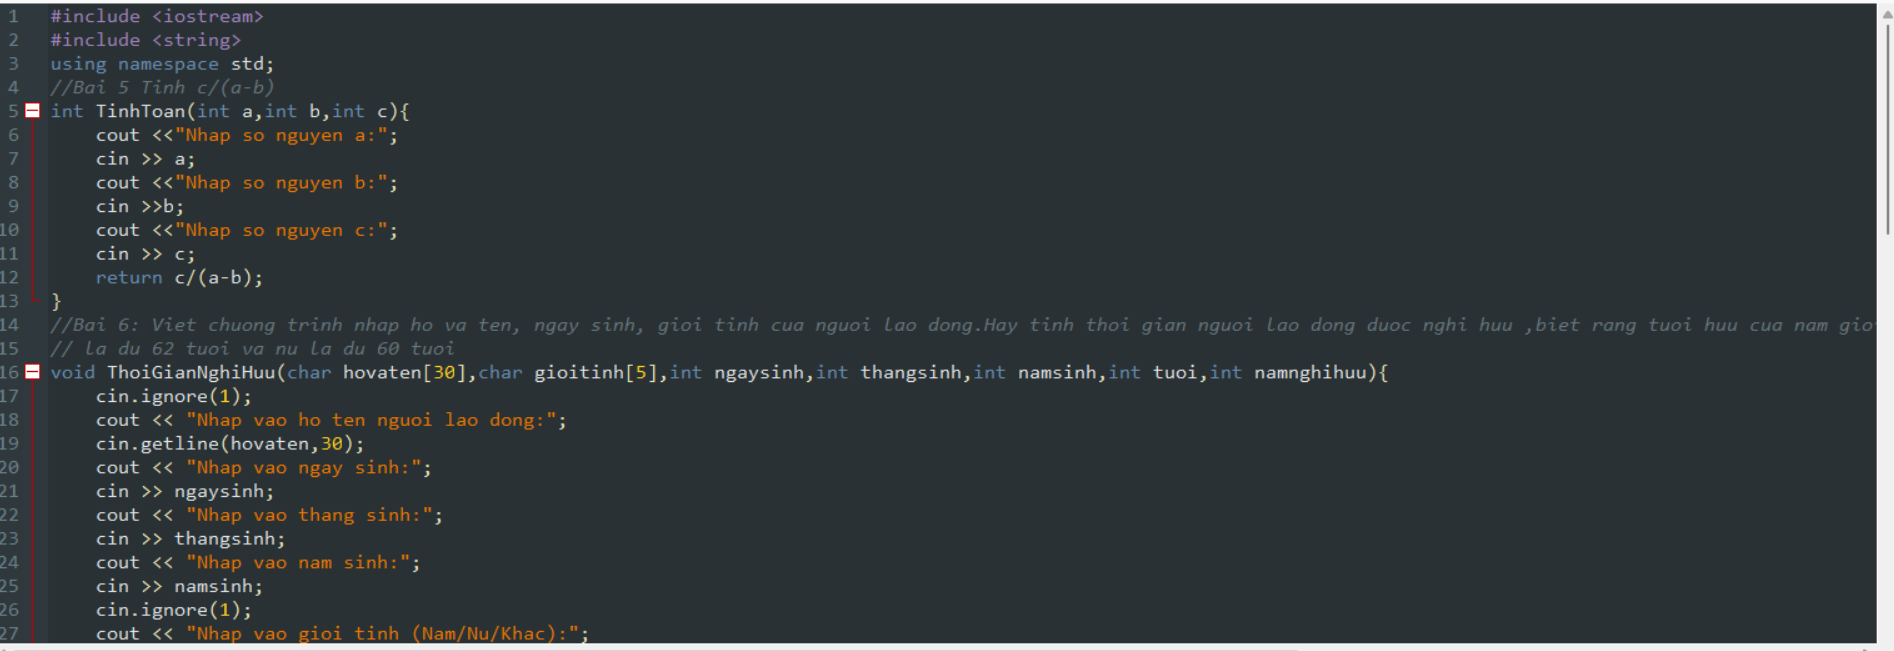 1 #include <iostream>
2 #include <string>
3 using namespace std;
4 //Bai 5 Tinh c/(a-b)
5 int TinhToan(int a,int b,int c){
6 cout <<"Nhap so nguyen a:";
7 cin >> a;
8 cout <<"Nhap so nguyen b:";
9 cin >>b;
10 cout <<"Nhap so nguyen c:";
11 cin >> c;
12 return c/(a-b);
13 }
14 //Bai 6: Viet chuong trinh nhap ho va ten, ngay sinh, gioi tinh cua nguoi lao dong.Hay tinh thoi gian nguoi lao dong duoc nghi huu ,biet rang tuoi huu cua nam gio
15 // la du 62 tuoi va nu la du 60 tuoi
16 void ThoiGianNghiHuu(char hovaten[30],char gioitinh[5],int ngaysinh,int thangsinh,int namsinh,int tuoi,int namnghihuu){
17 cin.ignore(1);
18 cout << "Nhap vao ho ten nguoi lao dong:";
19 cin.getline(hovaten,30);
20 cout << "Nhap vao ngay sinh:";
21 cin >> ngaysinh;
22 cout << "Nhap vao thang sinh:";
23 cin >> thangsinh;
24 cout << "Nhap vao nam sinh:";
25 cin >> namsinh;
26 cin.ignore(1);
27 cout << "Nhap vao gioi tinh (Nam/Nu/Khac):";